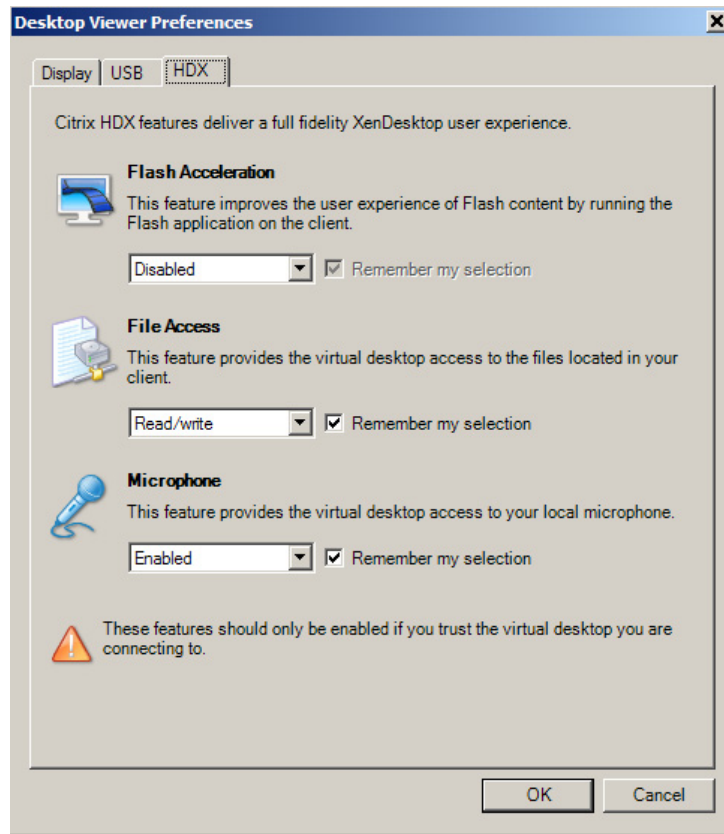 Desktop Viewer Preferences
Display USB HDX
Citrix HDX features deliver a full fidelity XenDesktop user experience.
Flash Acceleration
This feature improves the user experience of Flash content by running the
Flash application on the client.
Disabled Remember my selection
File Access
This feature provides the virtual desktop access to the files located in your
client.
Read/write Remember my selection
Microphone
This feature provides the virtual desktop access to your local microphone.
Enabled Remember my selection
These features should only be enabled if you trust the virtual desktop you are
connecting to.
OK Cancel